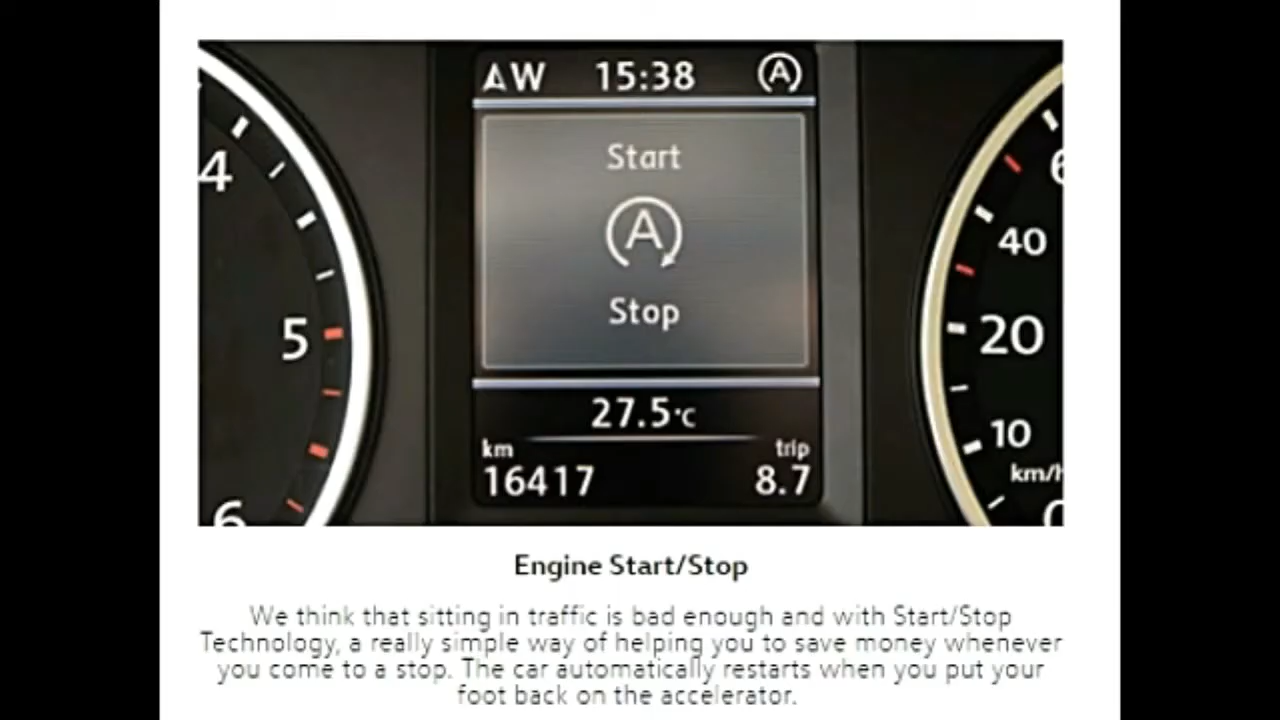 W 15:38 A
Start
A
Stop
27.5°C
km trip
16417 8.7
4
5
6
6
40
20
10
km/h
0
Engine Start/Stop
We think that sitting in traffic is bad enough and with Start/Stop
Technology, a really simple way of helping you to save money whenever
you come to a stop. The car automatically restarts when you put your
foot back on the accelerator.